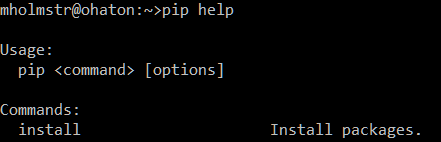 mholmstr@ohaton:~>pip help
Usage:
pip <command> [options]
Commands:
install Install packages.